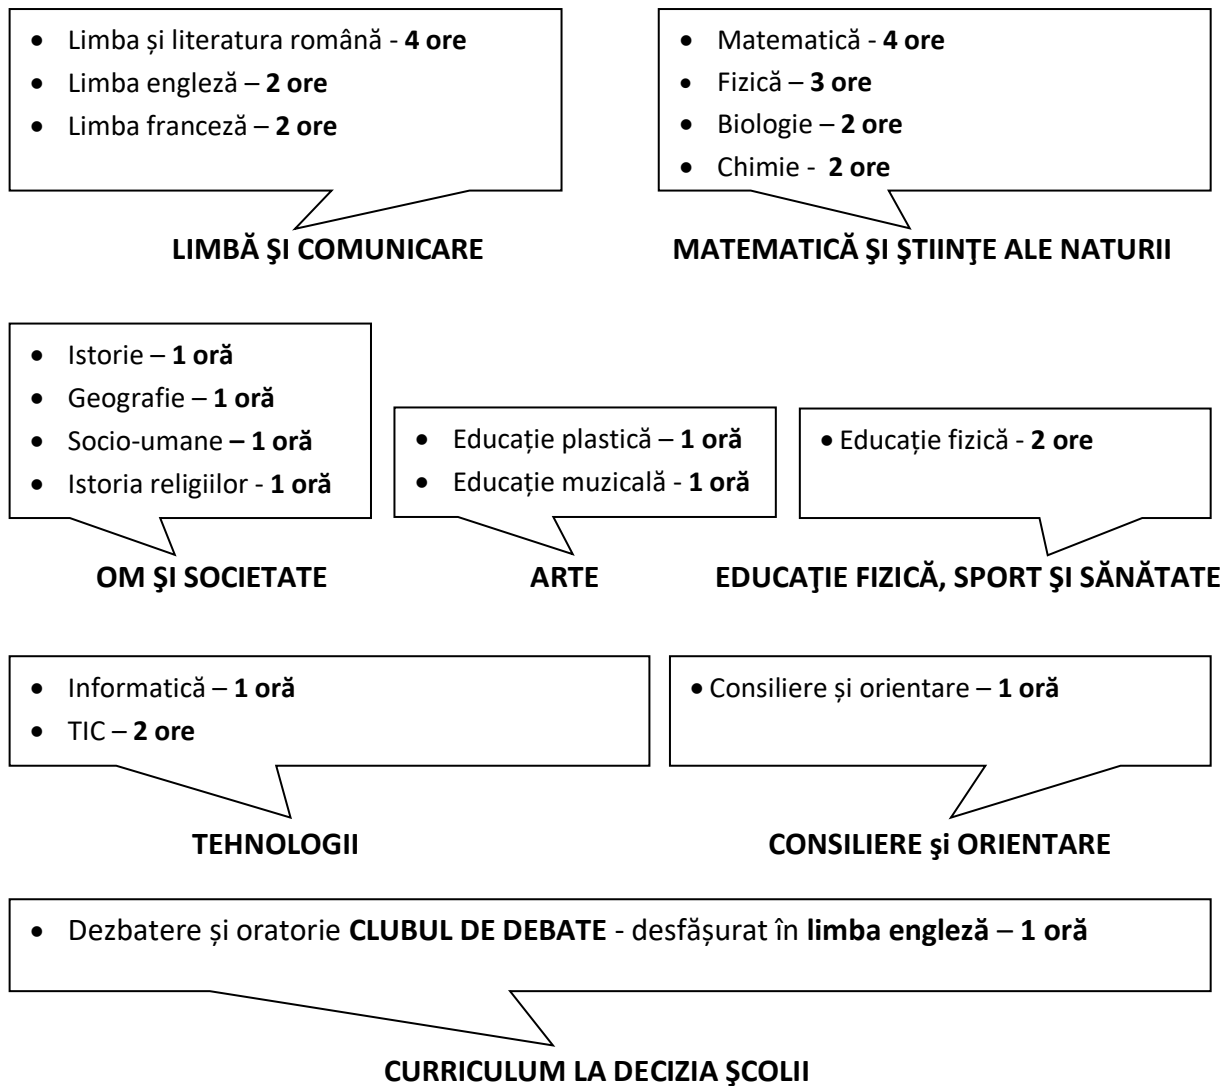 • Limba și literatura română - 4 ore
• Limba engleză – 2 ore
• Limba franceză – 2 ore
LIMBĂ ŞI COMUNICARE
• Matematică - 4 ore
• Fizică – 3 ore
• Biologie – 2 ore
• Chimie - 2 ore
MATEMATICĂ ŞI ŞTIINŢE ALE NATURII
• Istorie – 1 oră
• Geografie – 1 oră
• Socio-umane – 1 oră
• Istoria religiilor - 1 oră
OM ŞI SOCIETATE
• Educație plastică – 1 oră
• Educație muzicală - 1 oră
ARTE
• Educație fizică - 2 ore
EDUCAŢIE FIZICĂ, SPORT ŞI SĂNĂTATE
• Informatică – 1 oră
• TIC – 2 ore
TEHNOLOGII
• Consiliere și orientare – 1 oră
CONSILIERE şi ORIENTARE
• Dezbatere și oratorie CLUBUL DE DEBATE - desfășurat în limba engleză – 1 oră
CURRICULUM LA DECIZIA ŞCOLII